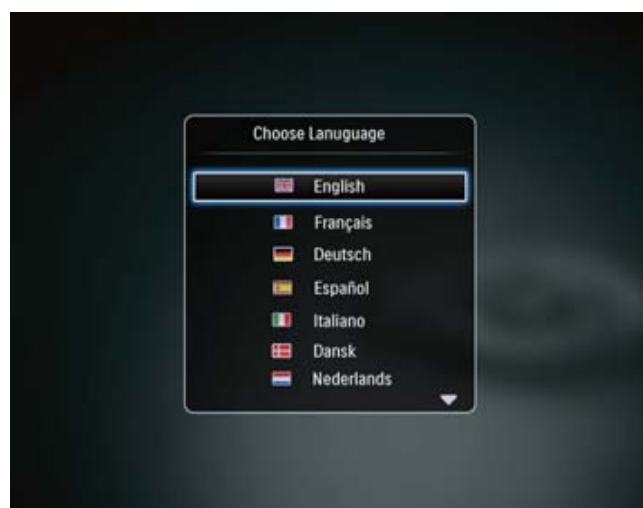 Choose Lanuguage
English
Français
Deutsch
Español
Italiano
Dansk
Nederlands